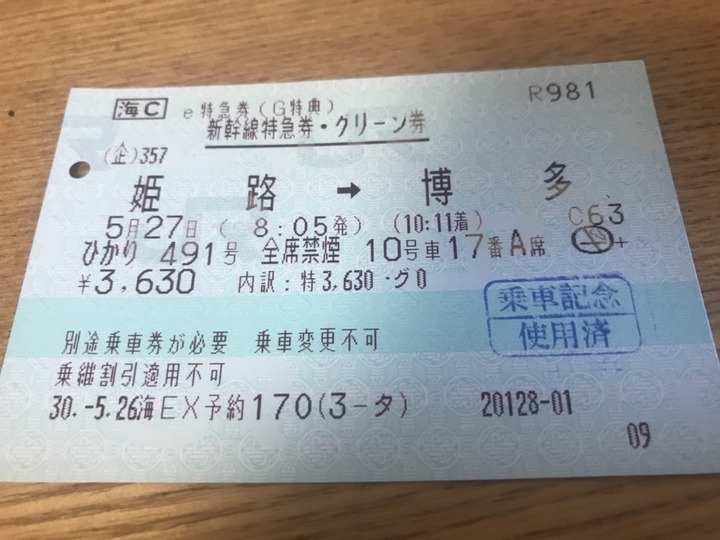 海C e特急券(G特典) R981
新幹線特急券・グリーン券
(企)357
姫路→博多
5月27日( 8:05発) (10:11着) C63
ひかり 491号 全席禁煙 10号車17番A席
¥3,630 内訳:特3,630・グ0
乗車記念
使用済
別途乗車券が必要 乗車変更不可
乗継割引適用不可
30.-5.26海EX予約170(3-タ) 20128-01
09